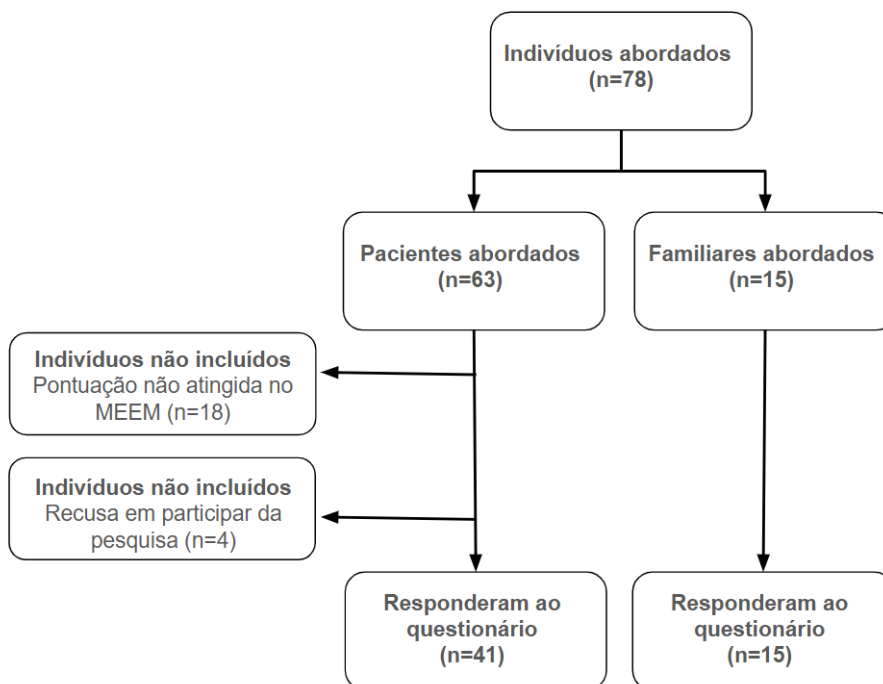 Indivíduos abordados
(n=78)
Pacientes abordados
(n=63)
Familiares abordados
(n=15)
Indivíduos não incluídos
Pontuação não atingida no
MEEM (n=18)
Indivíduos não incluídos
Recusa em participar da
pesquisa (n=4)
Responderam ao
questionário
(n=41)
Responderam ao
questionário
(n=15)